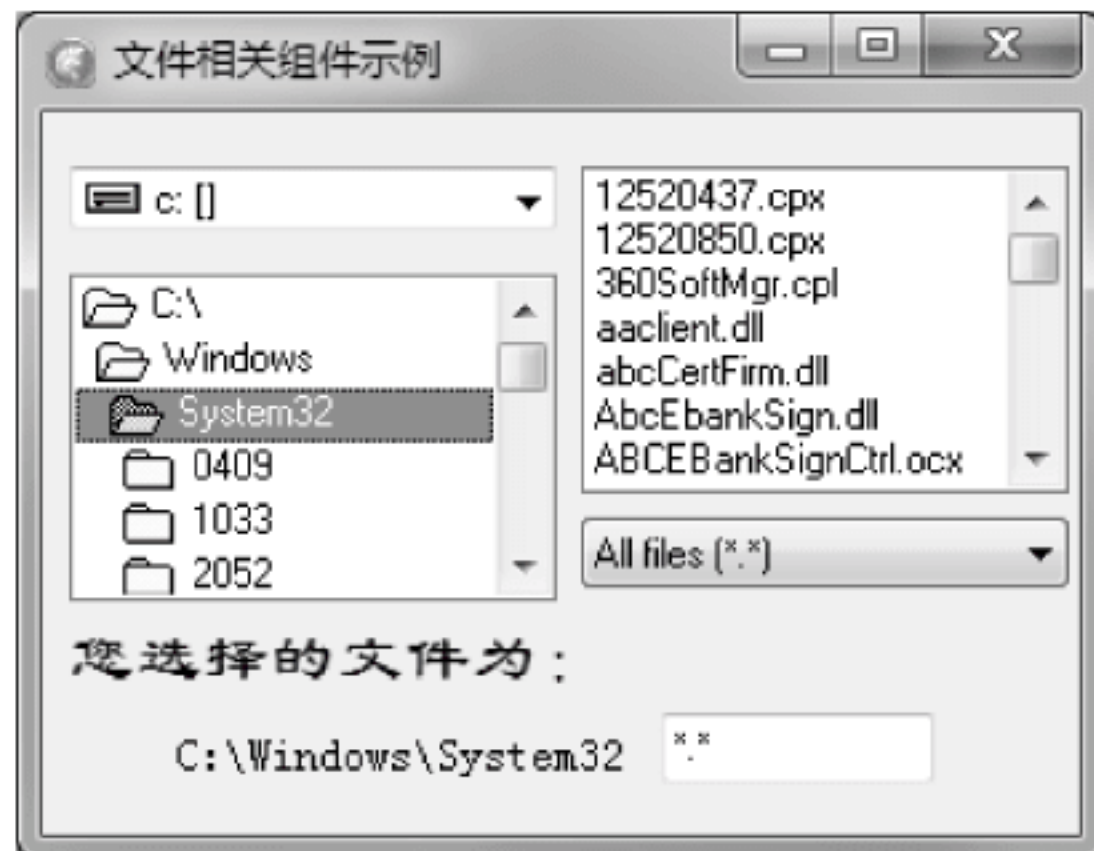 文件相关组件示例
c: []
C:\
Windows
System32
0409
1033
2052
12520437.cpx
12520850.cpx
360SoftMgr.cpl
aaclient.dll
abcCertFirm.dll
AbcEbankSign.dll
ABCEBankSignCtrl.ocx
All files (*.*)
您选择的文件为：
C:\Windows\System32 *.*